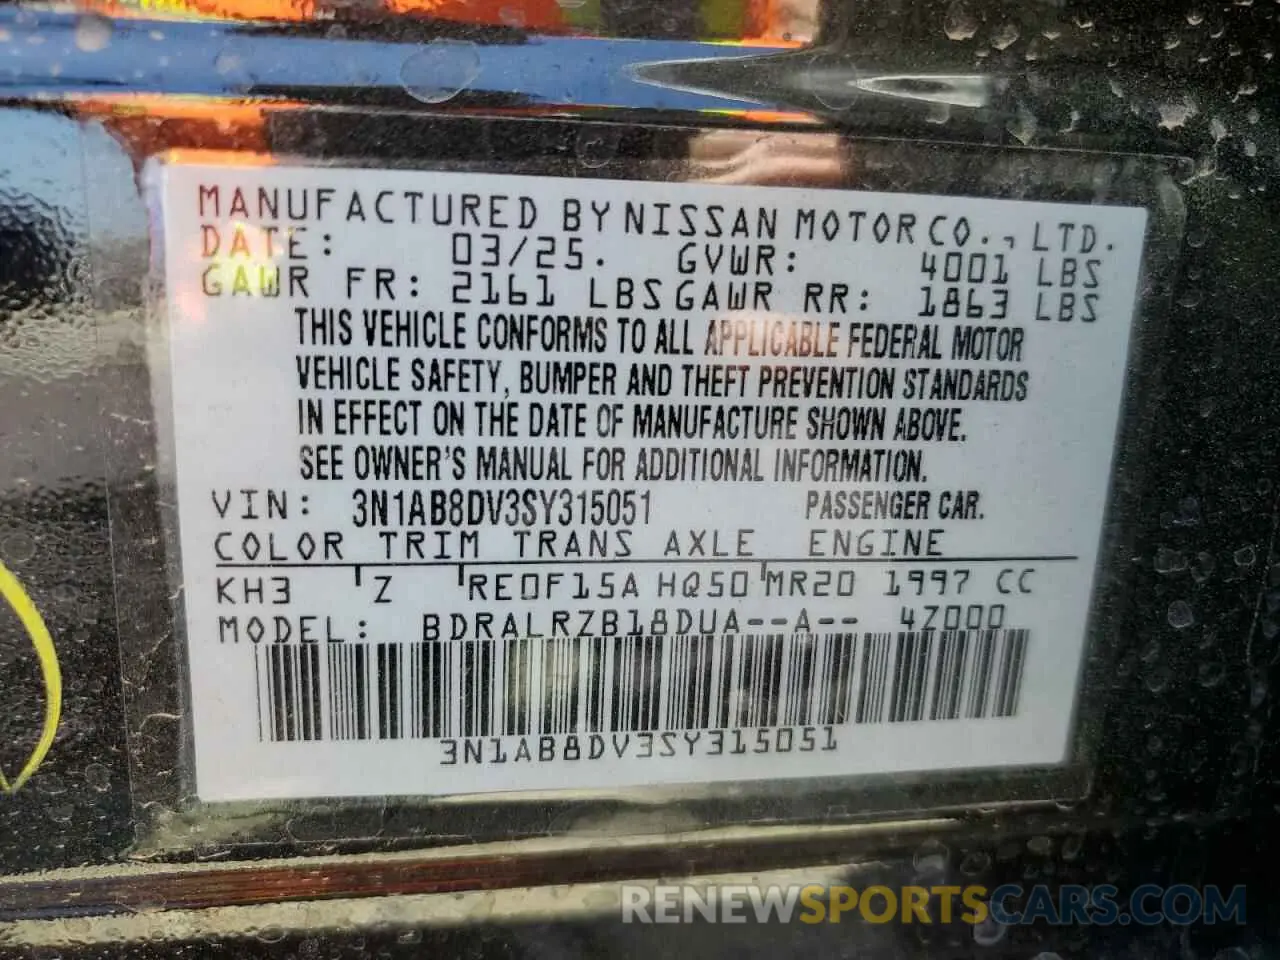 MANUFACTURED BY NISSAN MOTOR CO., LTD.
DATE: 03/25. GVWR: 4001 LBS
GAWR FR: 2161 LBS GAWR RR: 1863 LBS
THIS VEHICLE CONFORMS TO ALL APPLICABLE FEDERAL MOTOR
VEHICLE SAFETY, BUMPER AND THEFT PREVENTION STANDARDS
IN EFFECT ON THE DATE OF MANUFACTURE SHOWN ABOVE.
SEE OWNER'S MANUAL FOR ADDITIONAL INFORMATION.
VIN: 3N1AB8DV3SY315051 PASSENGER CAR.
COLOR TRIM TRANS AXLE ENGINE
KH3 Z RE0F15A HQ50 MR20 1997 CC
MODEL: BDRALRZB18DUA--A-- 4Z000
3N1AB8DV3SY315051
RENEWSPORTSCARS.COM